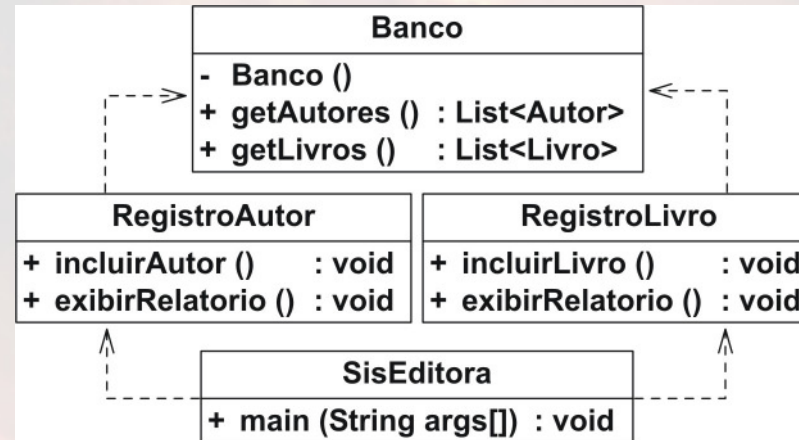 Banco
- Banco ()
+ getAutores () : List<Autor>
+ getLivros () : List<Livro>
RegistroAutor
+ incluirAutor () : void
+ exibirRelatorio () : void
RegistroLivro
+ incluirLivro () : void
+ exibirRelatorio () : void
SisEditora
+ main (String args[]) : void